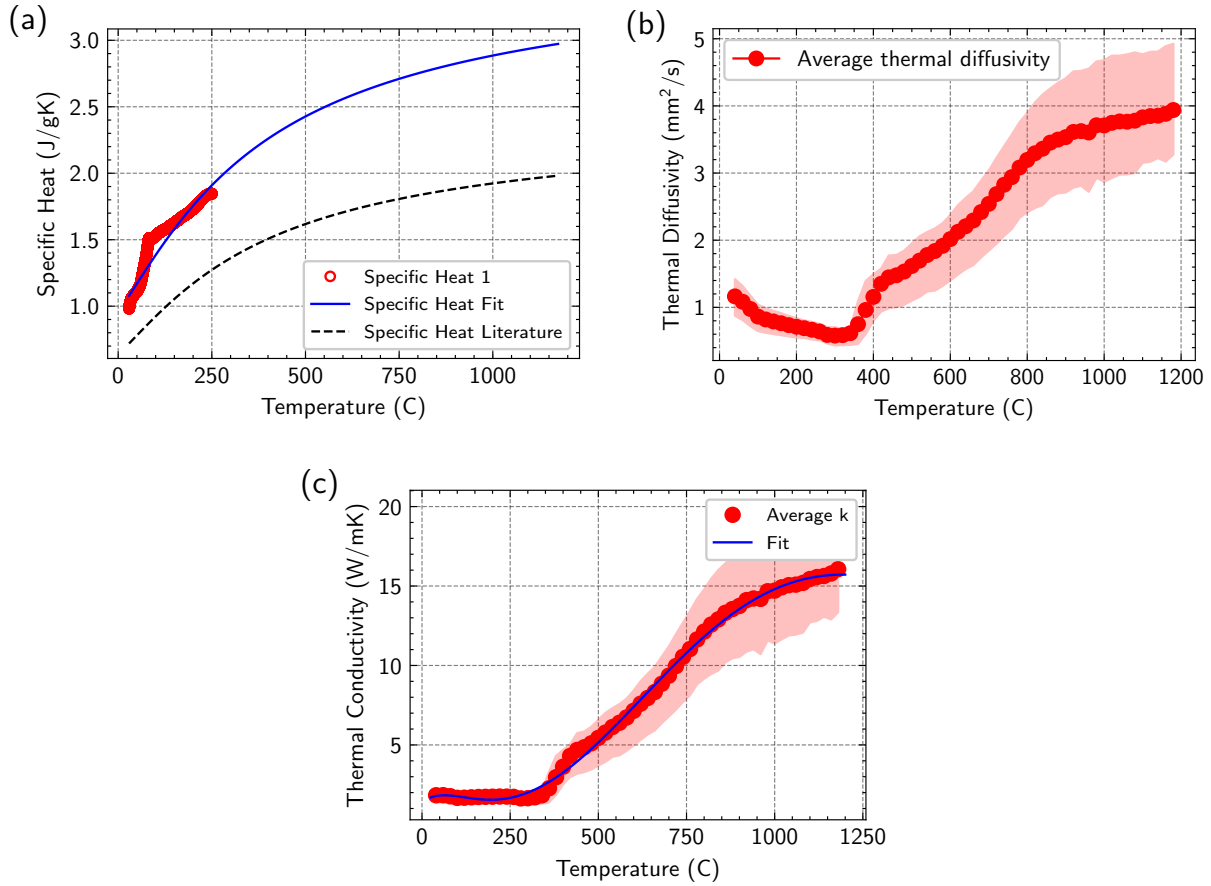 (a)
3.0
2.5
2.0
1.5
1.0
Specific Heat (J/gK)
Specific Heat 1
Specific Heat Fit
Specific Heat Literature
0 250 500 750 1000
Temperature (C)
(b)
5
4
3
2
1
Thermal Diffusivity (mm²/s)
Average thermal diffusivity
0 200 400 600 800 1000 1200
Temperature (C)
(c)
20
15
10
5
Thermal Conductivity (W/mK)
Average k
Fit
0 250 500 750 1000 1250
Temperature (C)